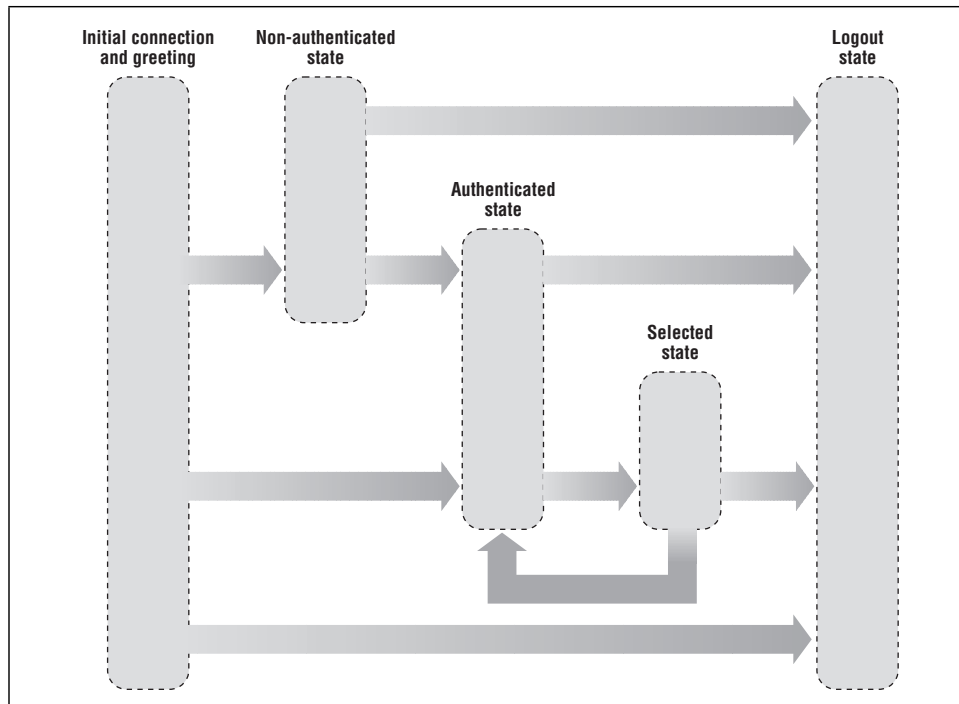 Initial connection
and greeting
Non-authenticated
state
Logout
state
Authenticated
state
Selected
state